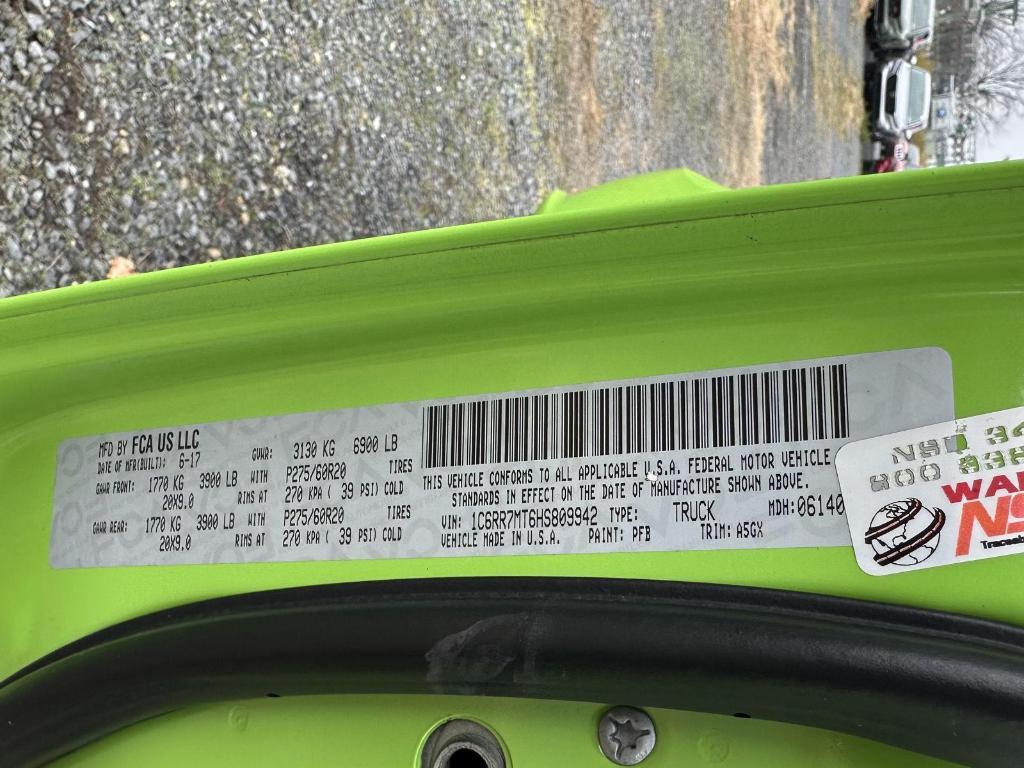 MFD BY FCA US LLC
DATE OF MFR(BUILT): 6-17
GVWR: 3130 KG 6900 LB
GAWR FRONT: 1770 KG 3900 LB WITH P275/60R20 TIRES
20X9.0 RIMS AT 270 KPA ( 39 PSI) COLD
GAWR REAR: 1770 KG 3900 LB WITH P275/60R20 TIRES
20X9.0 RIMS AT 270 KPA ( 39 PSI) COLD
THIS VEHICLE CONFORMS TO ALL APPLICABLE U.S.A. FEDERAL MOTOR VEHICLE
STANDARDS IN EFFECT ON THE DATE OF MANUFACTURE SHOWN ABOVE.
VIN: 1C6RR7MT6HS809942 TYPE: TRUCK MDH: 06140
VEHICLE MADE IN U.S.A. PAINT: PFB TRIM: A5GX